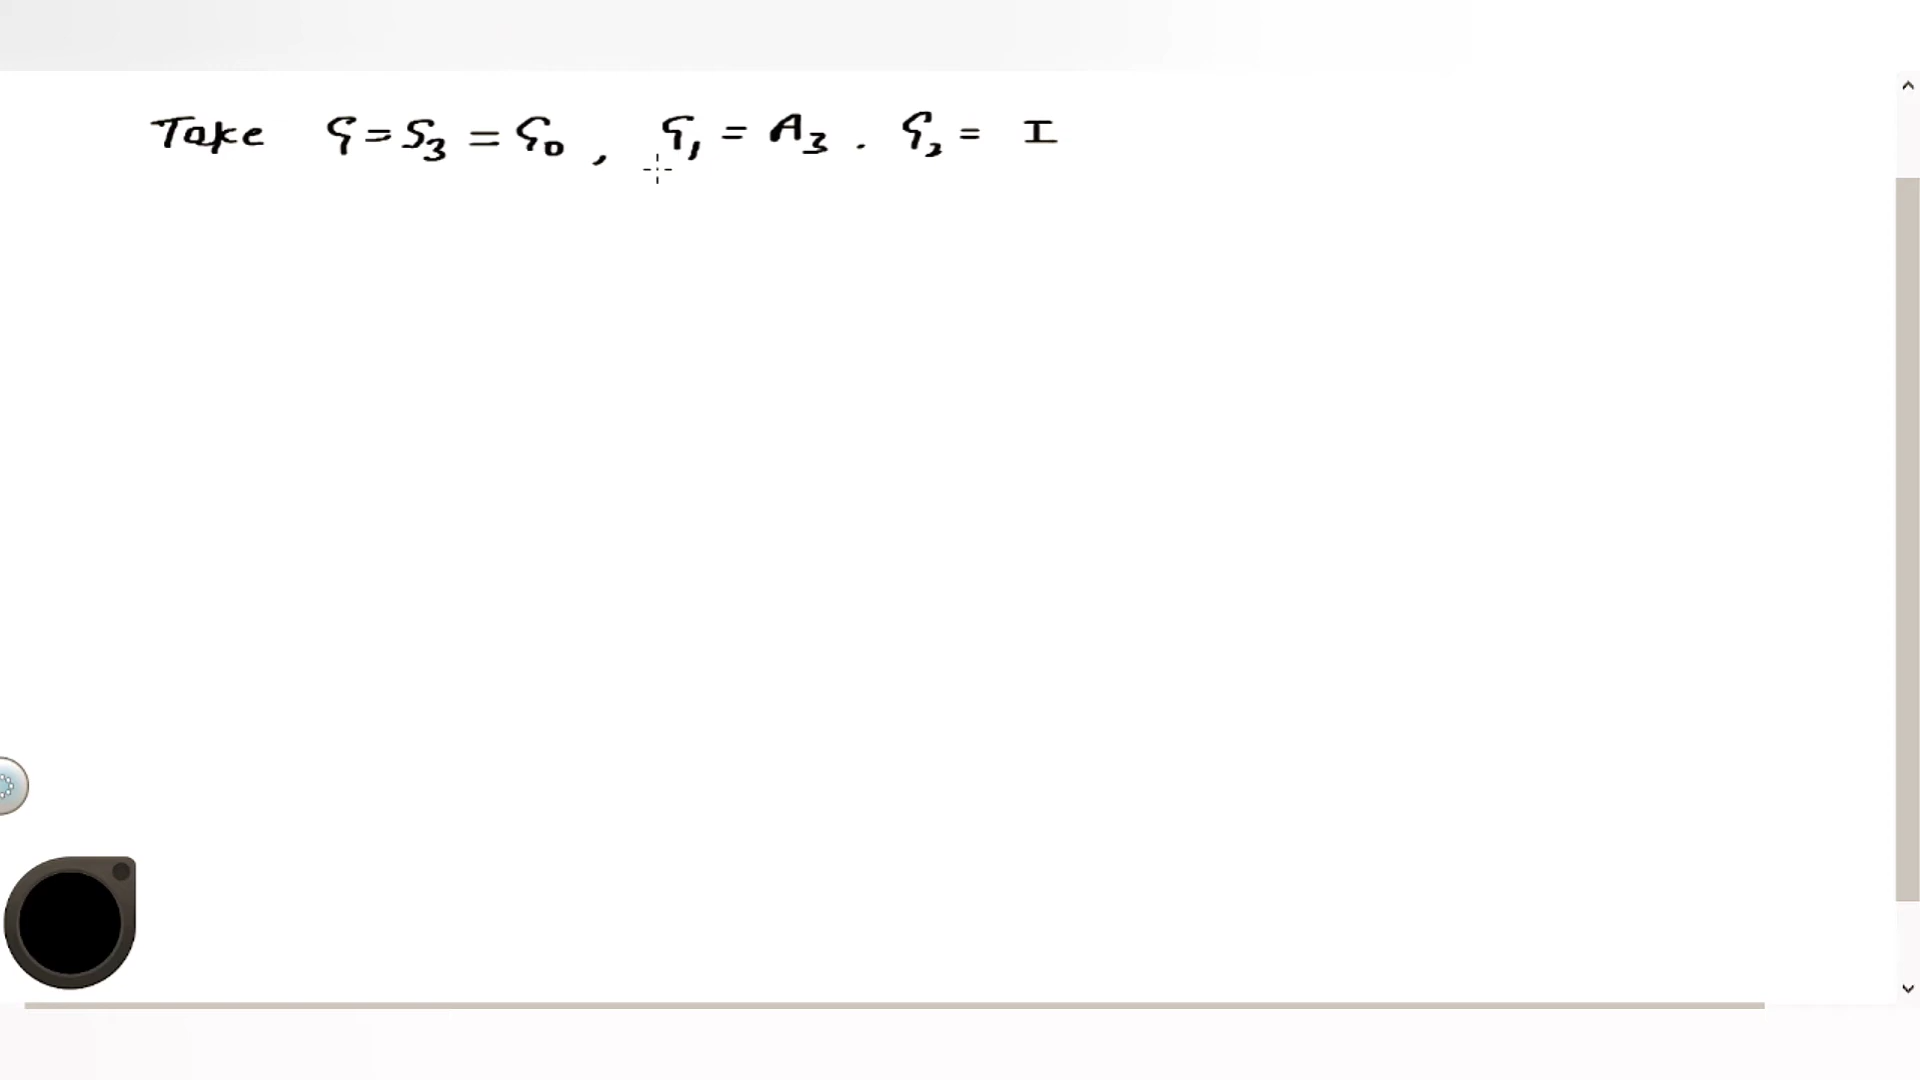 Take G = S₃ = G₀ , G₁ = A₃ . G₂ = I